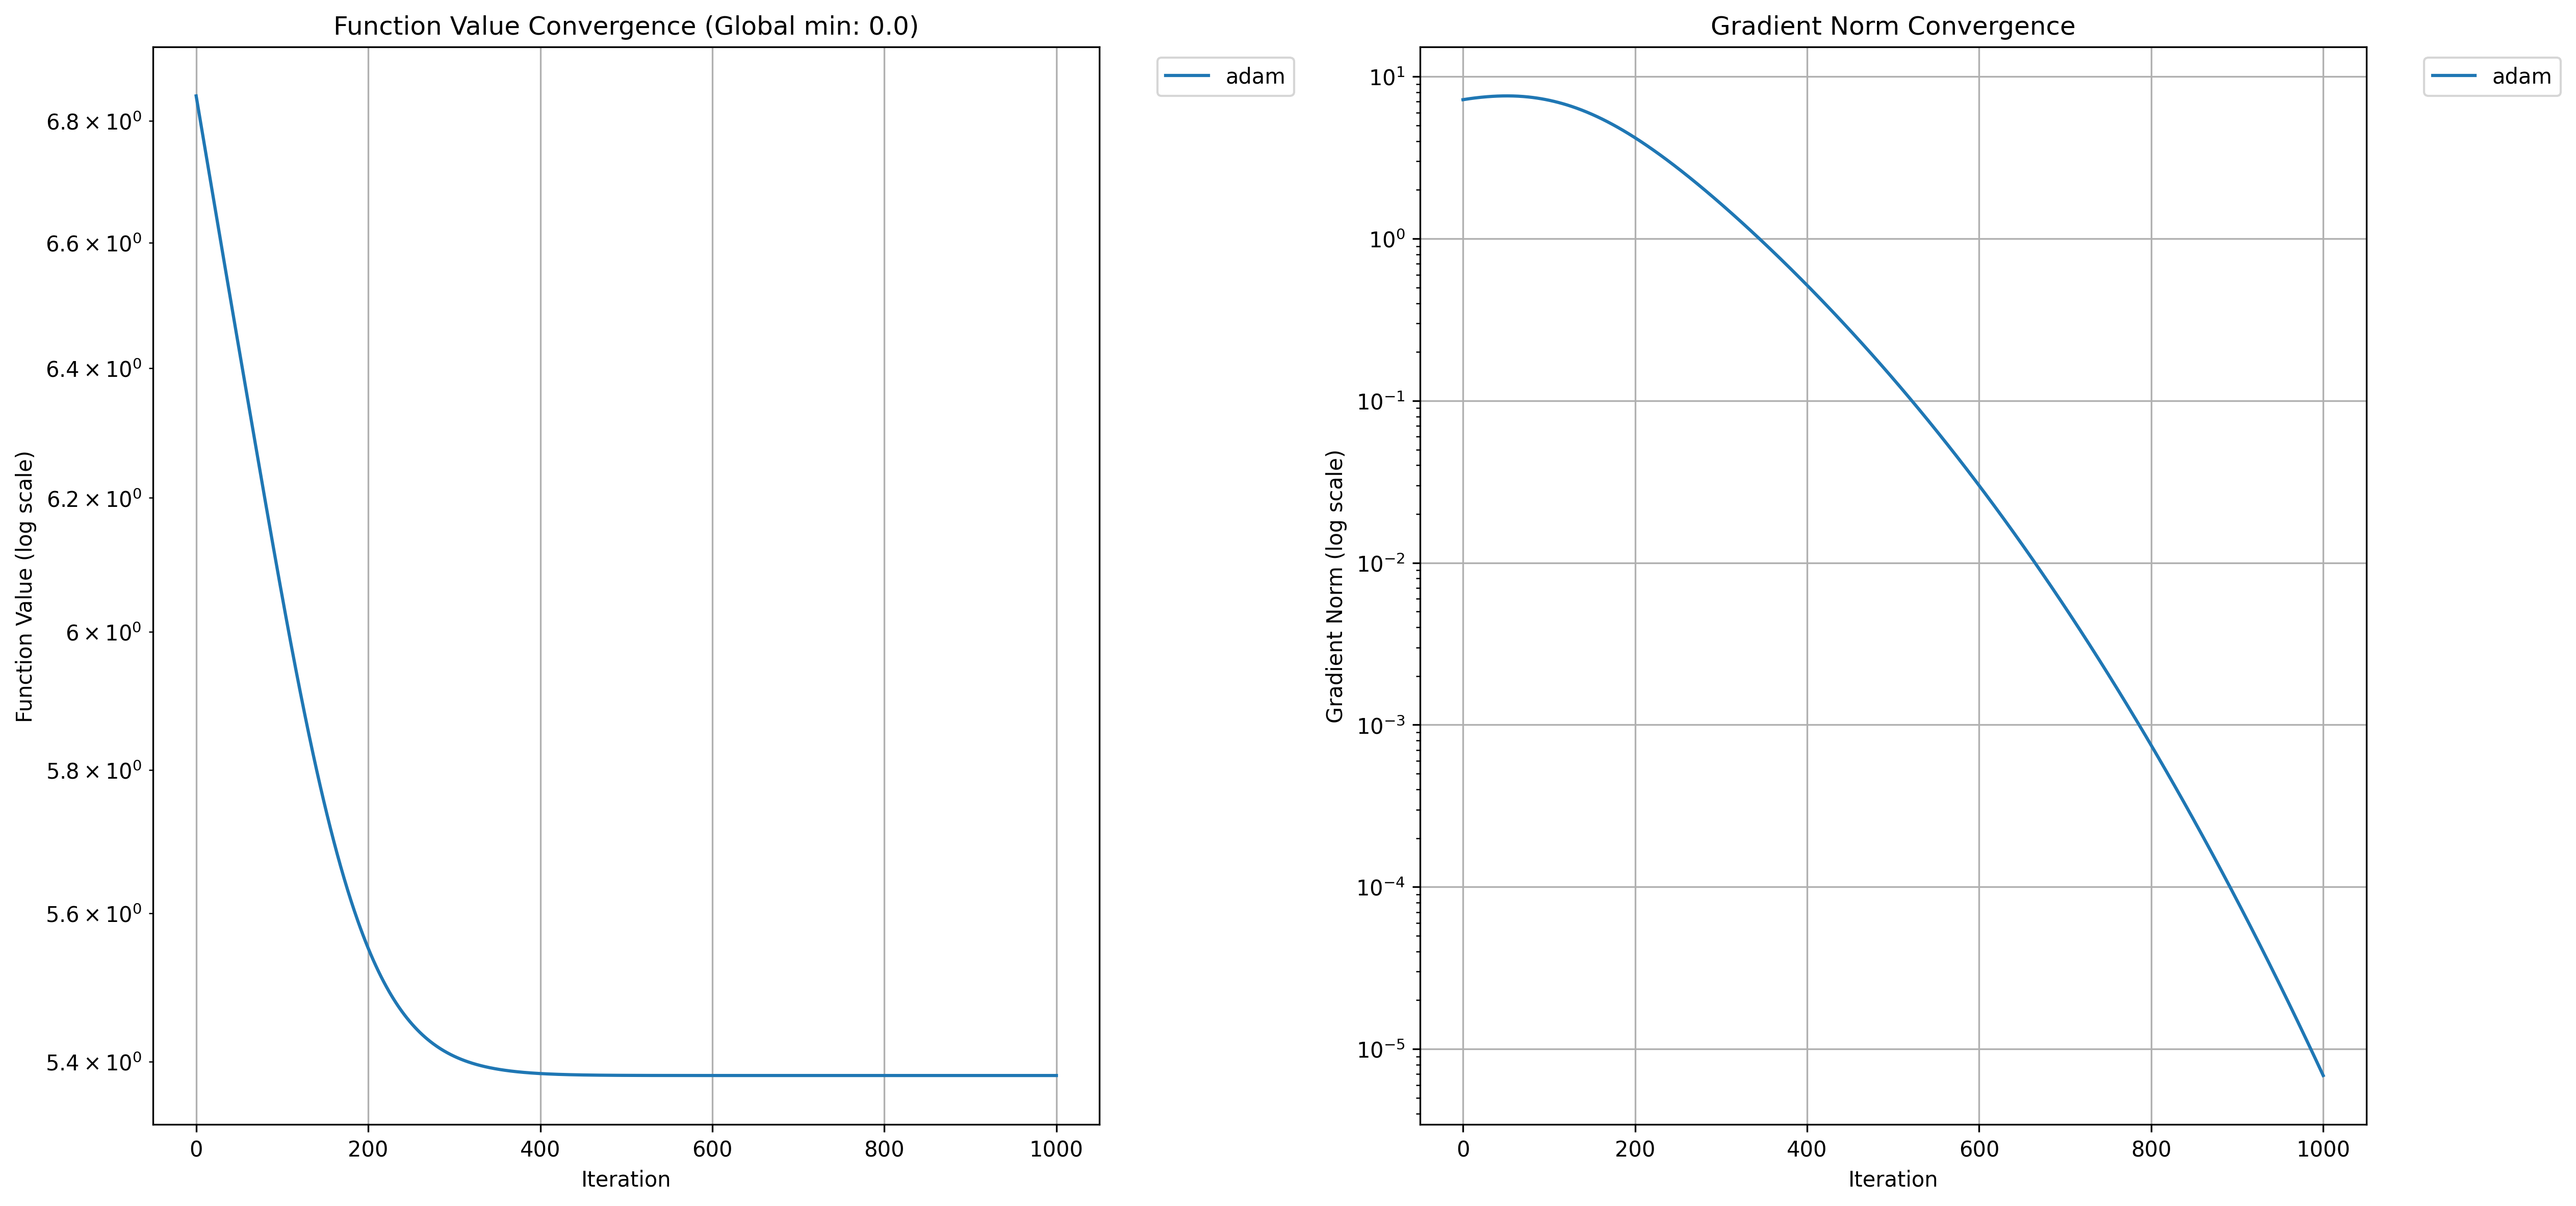 Function Value Convergence (Global min: 0.0)
Function Value (log scale)
6.8 × 10⁰
6.6 × 10⁰
6.4 × 10⁰
6.2 × 10⁰
6 × 10⁰
5.8 × 10⁰
5.6 × 10⁰
5.4 × 10⁰
0 200 400 600 800 1000
Iteration
adam
Gradient Norm Convergence
Gradient Norm (log scale)
10¹
10⁰
10⁻¹
10⁻²
10⁻³
10⁻⁴
10⁻⁵
0 200 400 600 800 1000
Iteration
adam